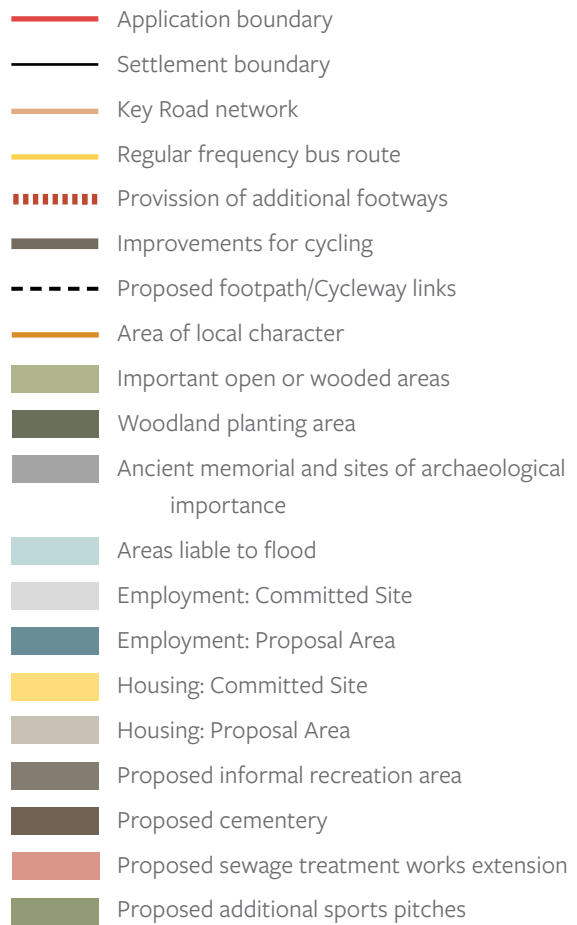 Application boundary
Settlement boundary
Key Road network
Regular frequency bus route
Provission of additional footways
Improvements for cycling
Proposed footpath/Cycleway links
Area of local character
Important open or wooded areas
Woodland planting area
Ancient memorial and sites of archaeological
importance
Areas liable to flood
Employment: Committed Site
Employment: Proposal Area
Housing: Committed Site
Housing: Proposal Area
Proposed informal recreation area
Proposed cementery
Proposed sewage treatment works extension
Proposed additional sports pitches